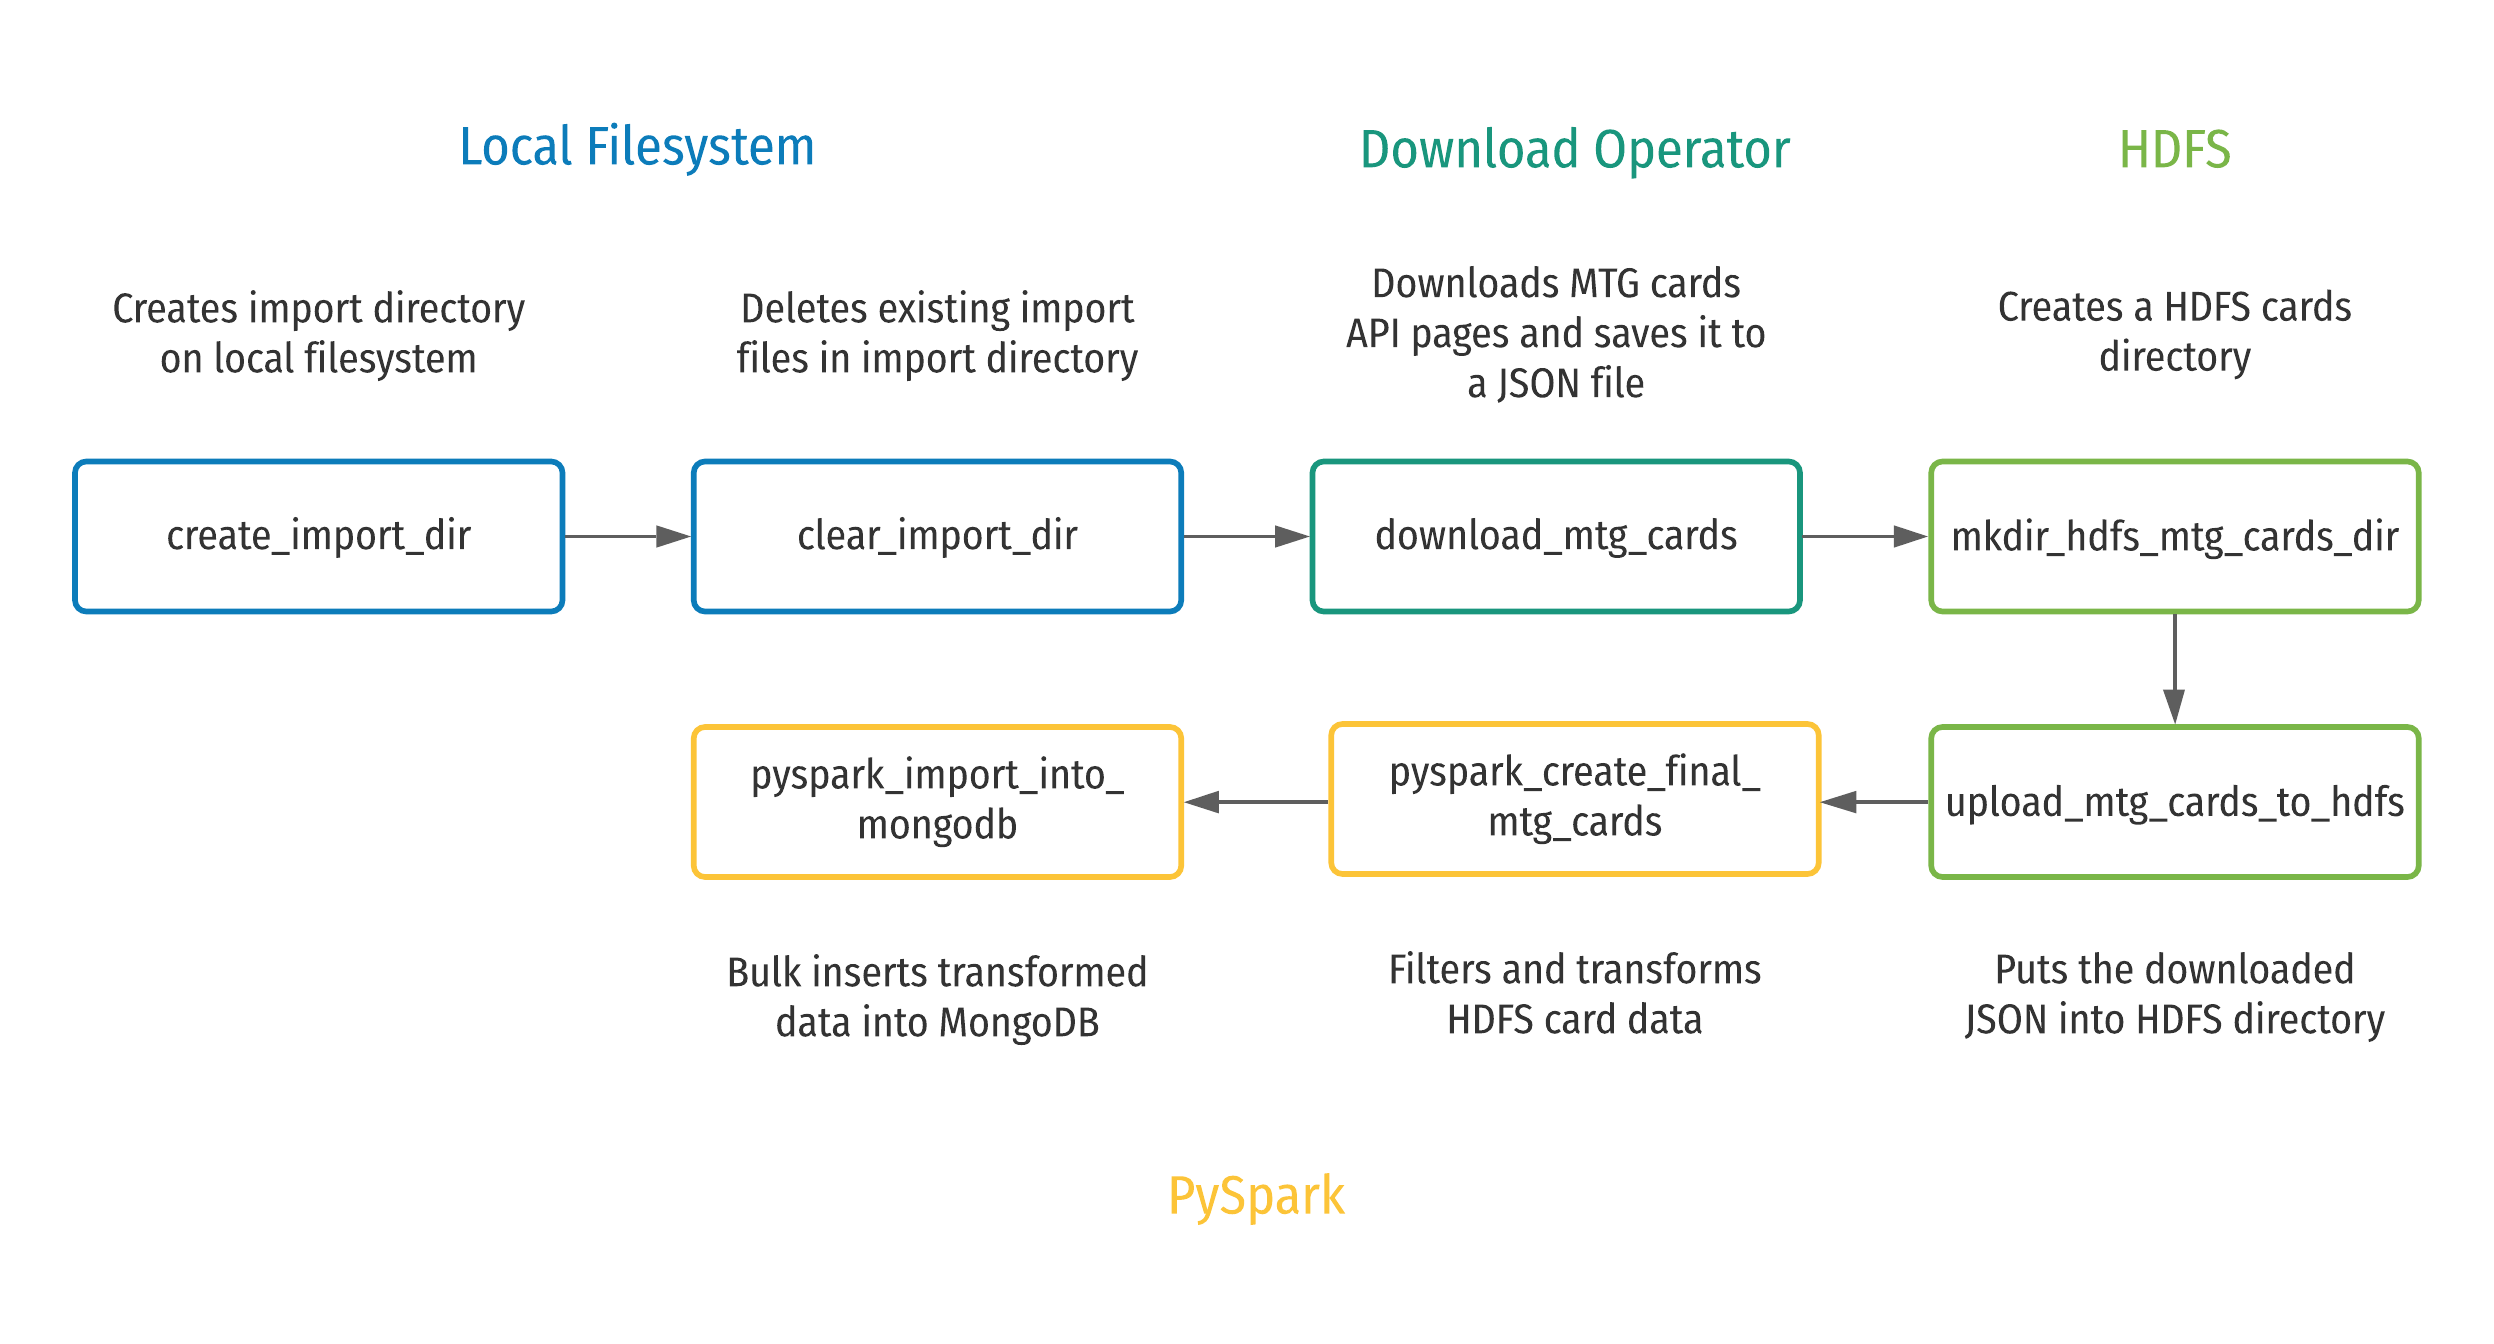 Local Filesystem
Download Operator
HDFS
Creates import directory
on local filesystem
Deletes existing import
files in import directory
Downloads MTG cards
API pages and saves it to
a JSON file
Creates a HDFS cards
directory
create_import_dir
clear_import_dir
download_mtg_cards
mkdir_hdfs_mtg_cards_dir
pyspark_import_into_
mongodb
pysprk_create_final_
mtg_cards
upload_mtg_cards_to_hdfs
Bulk inserts transformed
data into MongoDB
Filters and transforms
HDFS card data
Puts the downloaded
JSON into HDFS directory
PySpark